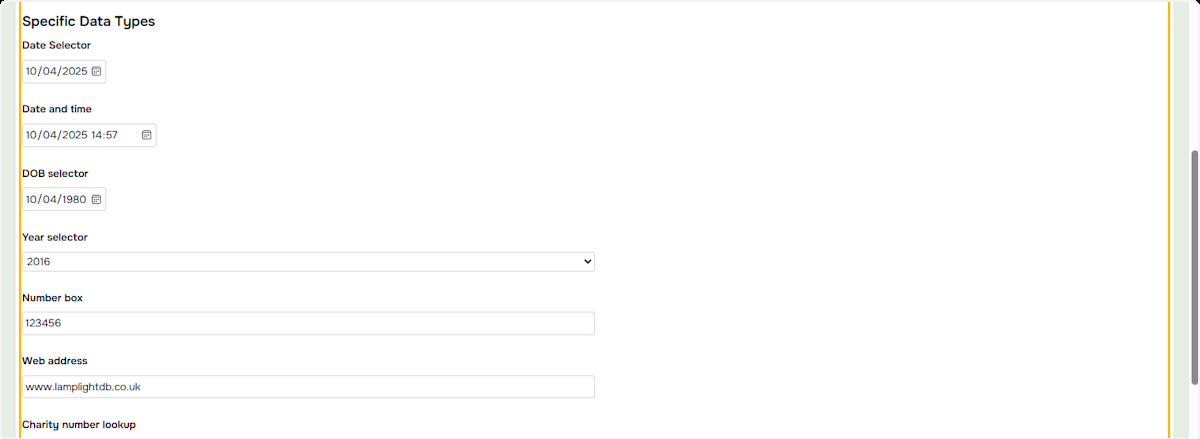 Specific Data Types
Date Selector
10/04/2025
Date and time
10/04/2025 14:57
DOB selector
10/04/1980
Year selector
2016
Number box
123456
Web address
www.lamplightdb.co.uk
Charity number lookup